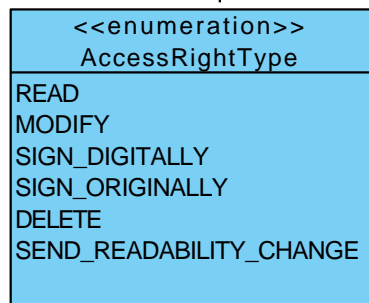 <<enumeration>>
AccessRightType
READ
MODIFY
SIGN_DIGITALLY
SIGN_ORIGINALLY
DELETE
SEND_READABILITY_CHANGE